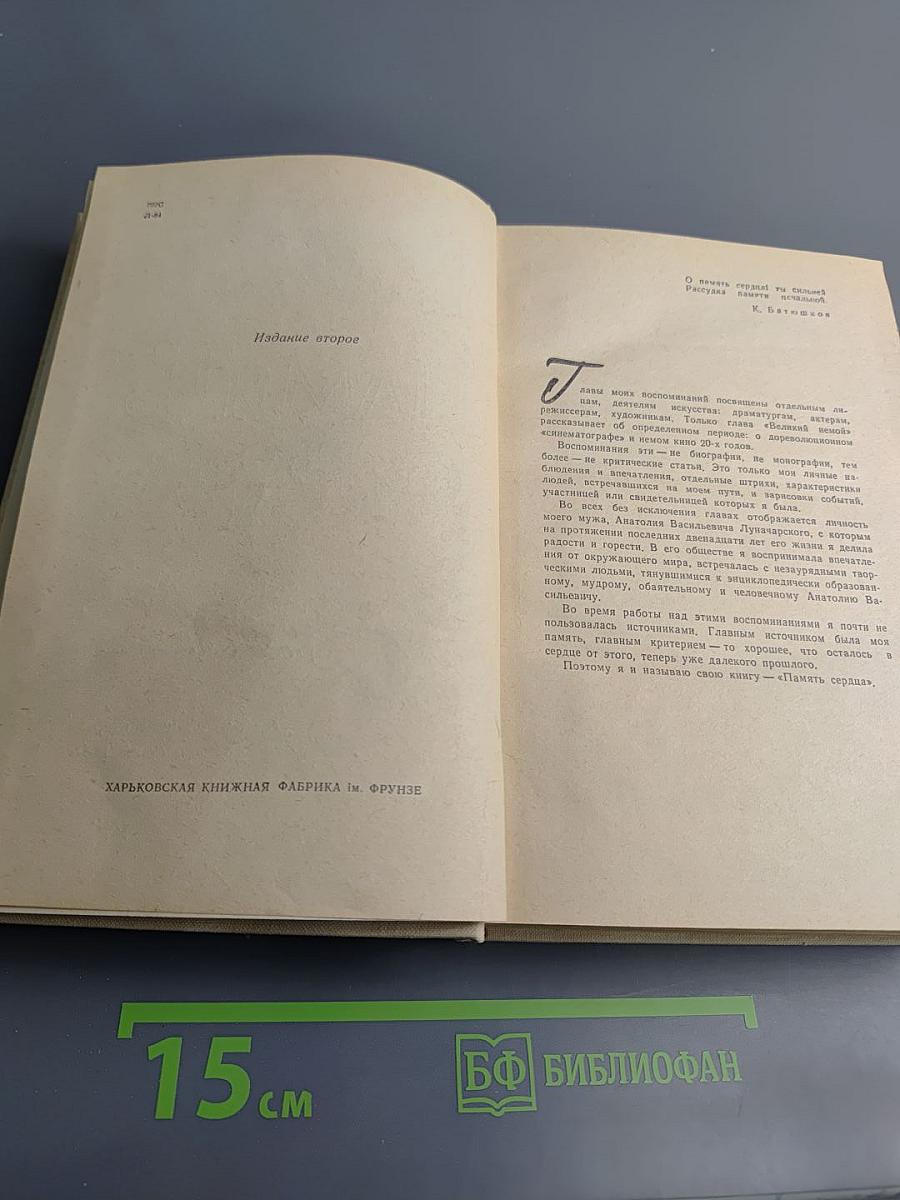 Издание второе
ХАРЬКОВСКАЯ КНИЖНАЯ ФАБРИКА ім. ФРУНЗЕ
О память сердца! ты сильней
Рассудка памяти печальной.
К. Батюшков
Главы моих воспоминаний посвящены отдельным ли-
цам, деятелям искусства: драматургам, актерам,
режиссерам, художникам. Только глава «Великий немой»
рассказывает об определенном периоде: о дореволюционном
«синематографе» и немом кино 20-х годов.
Воспоминания эти — не биографии, не монографии, тем
более — не критические статьи. Это только мои личные на-
блюдения и впечатления, отдельные штрихи, характеристики
людей, встречавшихся на моем пути, и зарисовки событий,
участницей или свидетельницей которых я была.
Во всех без исключения главах отображается личность
моего мужа, Анатолия Васильевича Луначарского, с которым
на протяжении последних двенадцати лет его жизни я делила
радости и горести. В его обществе я воспринимала впечатле-
ния от окружающего мира, встречалась с незаурядными твор-
ческими людьми, тянувшимися к энциклопедически образован-
ному, мудрому, обаятельному и человечному Анатолию Ва-
сильевичу.
Во время работы над этими воспоминаниями я почти не
пользовалась источниками. Главным источником была моя
память, главным критерием — то хорошее, что осталось в
сердце от этого, теперь уже далекого прошлого.
Поэтому я и называю свою книгу — «Память сердца».
15 см
БФ БИБЛИОФАН